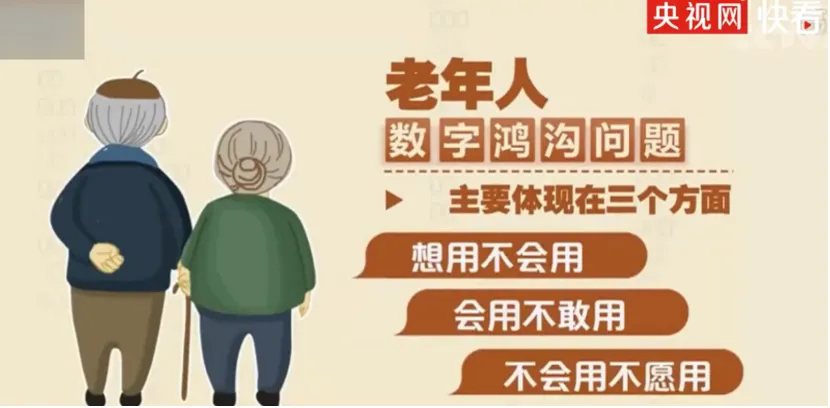 央视网 快看
老年人
数字鸿沟问题
主要体现在三个方面
想用不会用
会用不敢用
不会用不愿用